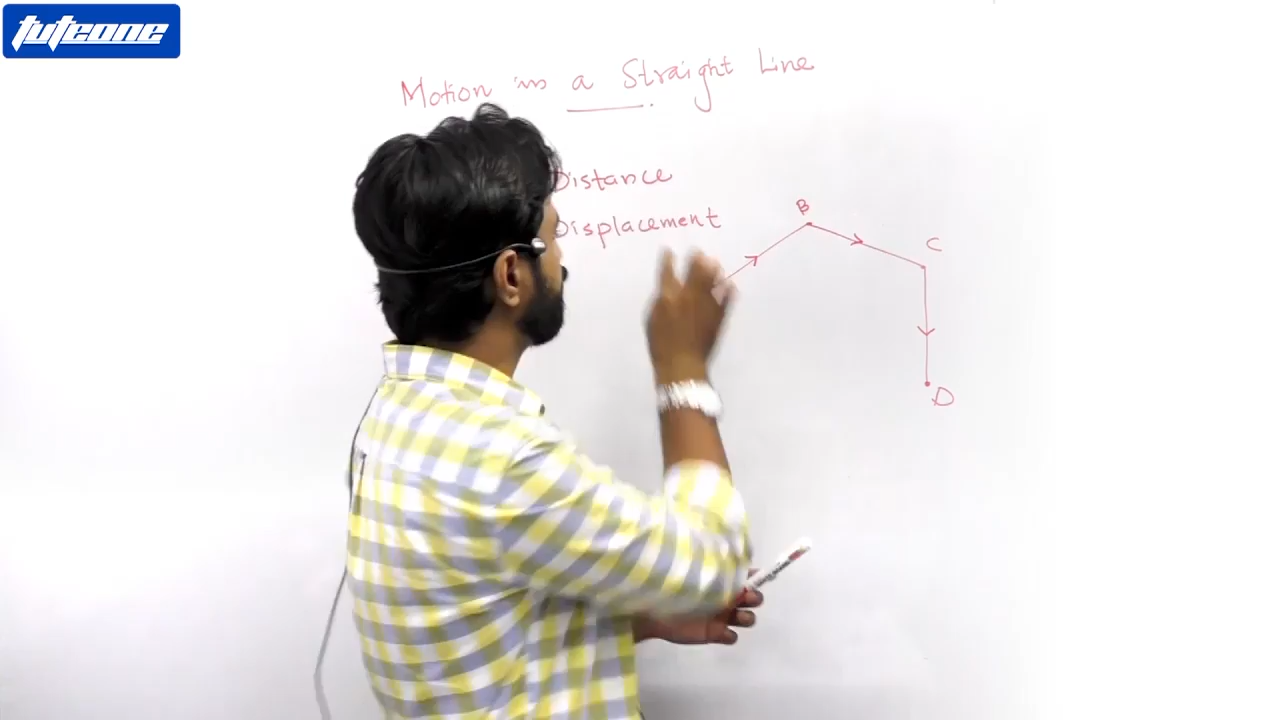 tuteone
Motion in a Straight Line
Distance
Displacement
B
C
D